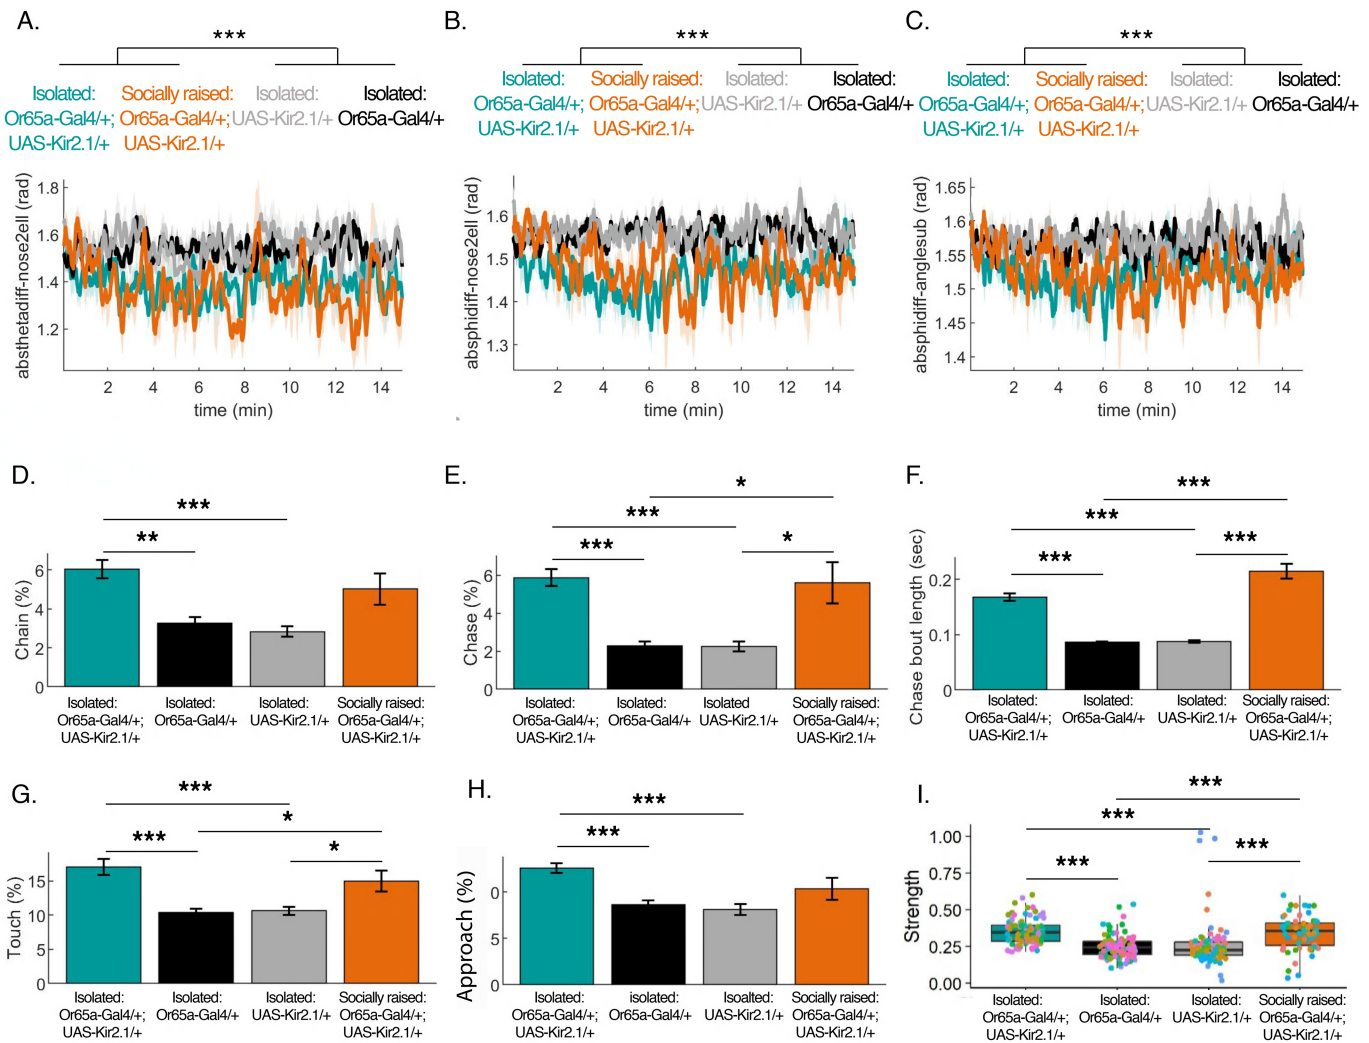 A.
***
Isolated:
Or65a-Gal4/+;
UAS-Kir2.1/+
Socially raised:
Or65a-Gal4/+;
UAS-Kir2.1/+
Isolated:
UAS-Kir2.1/+
Isolated:
Or65a-Gal4/+
absthetadiff-nose2ell (rad)
1.8
1.6
1.4
1.2
2 4 6 8 10 12 14
time (min)
B.
***
Isolated:
Or65a-Gal4/+;
UAS-Kir2.1/+
Socially raised:
Or65a-Gal4/+;
UAS-Kir2.1/+
Isolated:
UAS-Kir2.1/+
Isolated:
Or65a-Gal4/+
absphidiff-nose2ell (rad)
1.6
1.5
1.4
1.3
2 4 6 8 10 12 14
time (min)
C.
***
Isolated:
Or65a-Gal4/+;
UAS-Kir2.1/+
Socially raised:
Or65a-Gal4/+;
UAS-Kir2.1/+
Isolated:
UAS-Kir2.1/+
Isolated:
Or65a-Gal4/+
absphidiff-anglesub (rad)
1.65
1.6
1.55
1.5
1.45
1.4
2 4 6 8 10 12 14
time (min)
D.
***
**
Chain (%)
6
4
2
0
Isolated:
Or65a-Gal4/+;
UAS-Kir2.1/+
Isolated:
Or65a-Gal4/+
Isolated:
UAS-Kir2.1/+
Socially raised:
Or65a-Gal4/+;
UAS-Kir2.1/+
E.
*
***
***
*
Chase (%)
6
4
2
0
Isolated:
Or65a-Gal4/+;
UAS-Kir2.1/+
Isolated:
Or65a-Gal4/+
Isolated
UAS-Kir2.1/+
Socially raised:
Or65a-Gal4/+;
UAS-Kir2.1/+
F.
***
***
***
***
Chase bout length (sec)
0.2
0.1
0
Isolated:
Or65a-Gal4/+;
UAS-Kir2.1/+
Isolated:
Or65a-Gal4/+
Isolated:
UAS-Kir2.1/+
Socially raised:
Or65a-Gal4/+;
UAS-Kir2.1/+
G.
***
*
***
*
Touch (%)
15
10
5
0
Isolated:
Or65a-Gal4/+;
UAS-Kir2.1/+
Isolated:
Or65a-Gal4/+
Isolated:
UAS-Kir2.1/+
Socially raised:
Or65a-Gal4/+;
UAS-Kir2.1/+
H.
***
***
Approach (%)
0
5
0
Isolated:
Or65a-Gal4/+;
UAS-Kir2.1/+
Isolated:
Or65a-Gal4/+
Isoalted:
UAS-Kir2.1/+
Socially raised:
Or65a-Gal4/+;
UAS-Kir2.1/+
I.
***
***
***
***
Strength
1.00
0.50
0.25
0.00
Isolated:
Or65a-Gal4/+;
UAS-Kir2.1/+
Isolated:
Or65a-Gal4/+
Isolated:
UAS-Kir2.1/+
Socially raised:
Or65a-Gal4/+;
UAS-Kir2.1/+